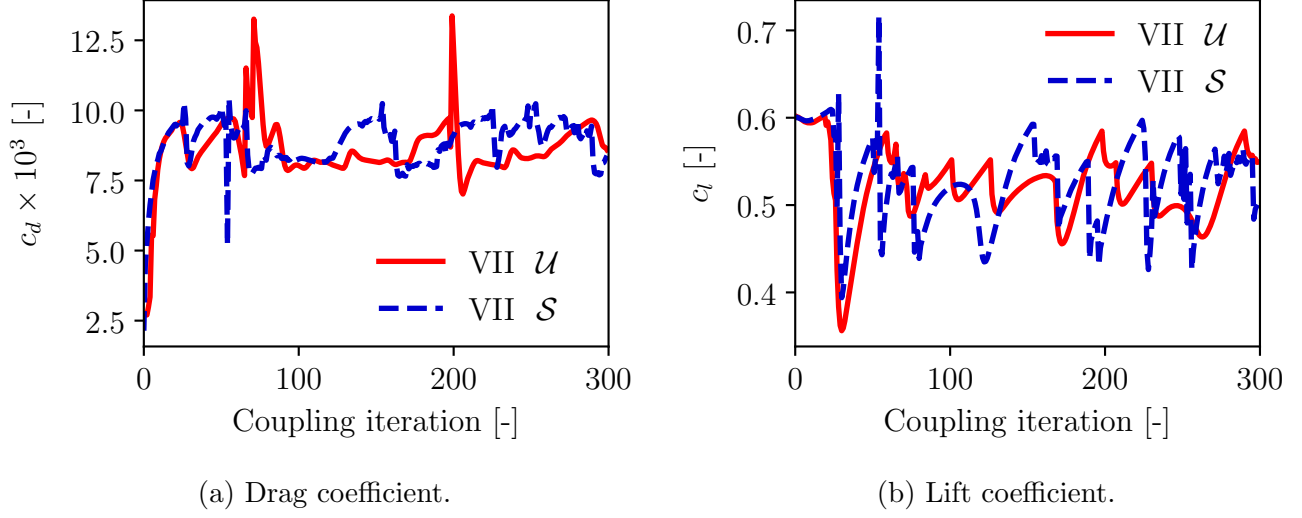 12.5
10.0
7.5
5.0
2.5
c_d × 10^3 [-]
VII 𝒰
VII 𝒮
0 100 200 300
Coupling iteration [-]
(a) Drag coefficient.
0.7
0.6
0.5
0.4
c_l [-]
VII 𝒰
VII 𝒮
0 100 200 300
Coupling iteration [-]
(b) Lift coefficient.